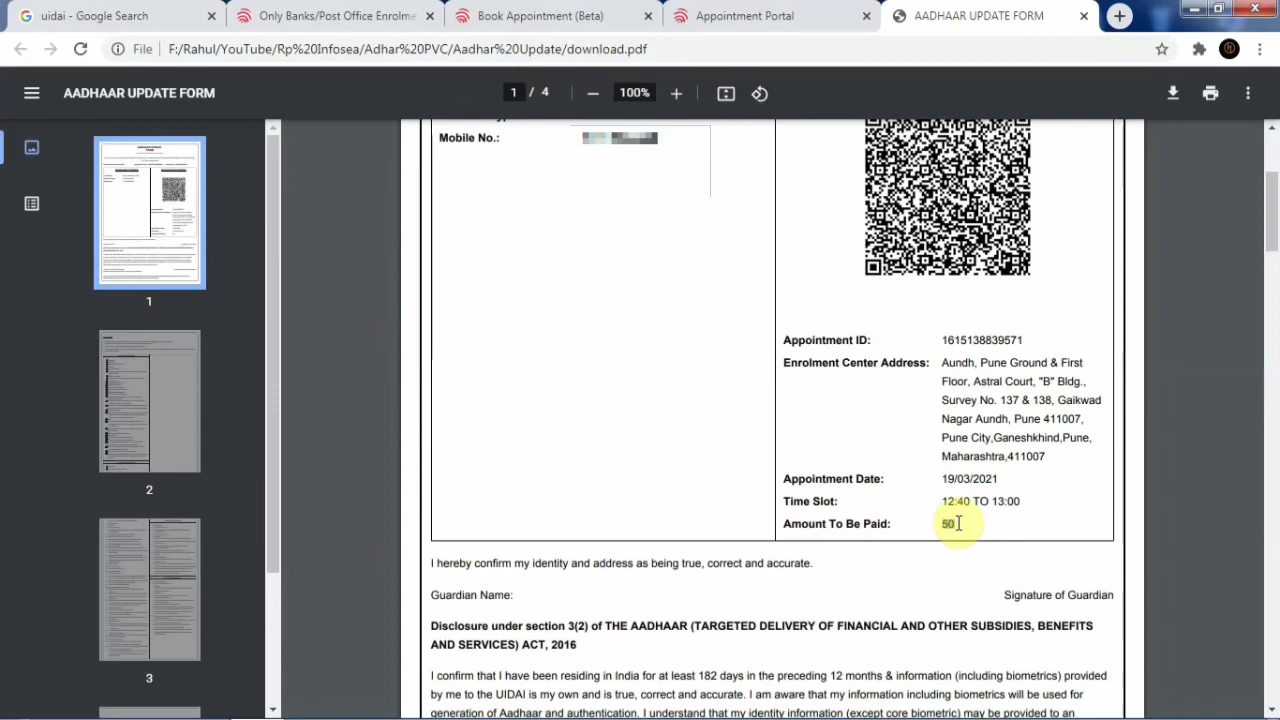 uidai - Google Search
Only Banks/Post Office Enrolme
Book Appointment (Beta)
Appointment Portal
AADHAAR UPDATE FORM
File
F:/Rahul/YouTube/Rp%20Infosea/Adhar%20PVC/Aadhar%20Update/download.pdf
AADHAAR UPDATE FORM
1 / 4
100%
1
2
3
Mobile No.:
Appointment ID: 1615138839571
Enrolment Center Address: Aundh, Pune Ground & First
Floor, Astral Court, "B" Bldg.,
Survey No. 137 & 138, Gaikwad
Nagar Aundh, Pune 411007,
Pune City,Ganeshkhind,Pune,
Maharashtra,411007
Appointment Date: 19/03/2021
Time Slot: 12:40 TO 13:00
Amount To Be Paid: 50
I hereby confirm my identity and address as being true, correct and accurate.
Guardian Name: Signature of Guardian
Disclosure under section 3(2) of THE AADHAAR (TARGETED DELIVERY OF FINANCIAL AND OTHER SUBSIDIES, BENEFITS
AND SERVICES) ACT, 2016
I confirm that I have been residing in India for at least 182 days in the preceding 12 months & information (including biometrics) provided
by me to the UIDAI is my own and is true, correct and accurate. I am aware that my information including biometrics will be used for
generation of Aadhaar and authentication. I understand that my identity information (except core biometric) may be provided to an